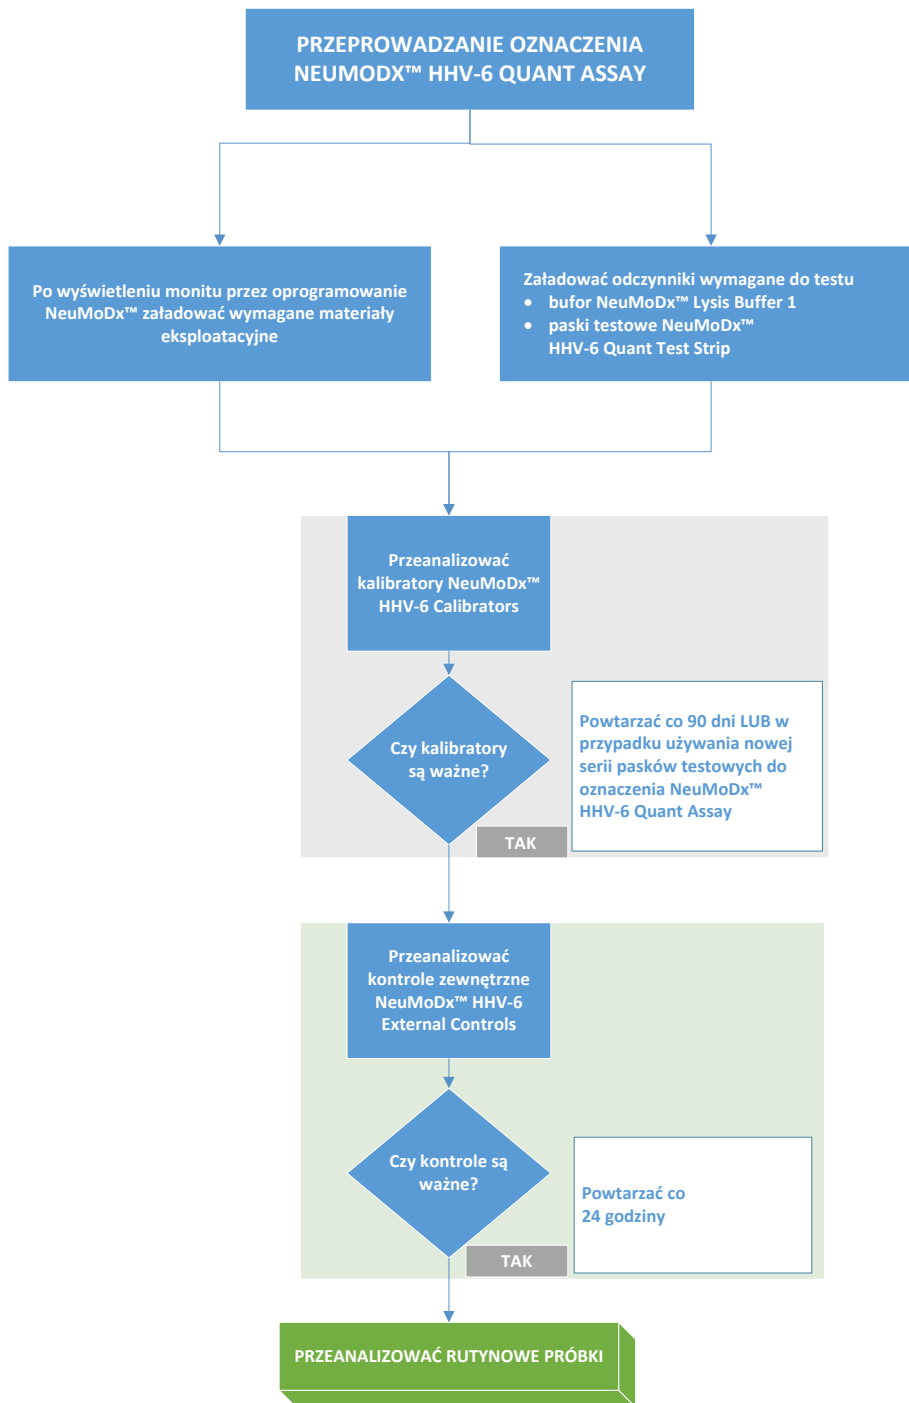 PRZEPROWADZANIE OZNACZENIA
NEUMODX™ HHV-6 QUANT ASSAY
Po wyświetleniu monitu przez oprogramowanie
NeuMoDx™ załadować wymagane materiały
eksploatacyjne
Załadować odczynniki wymagane do testu
• bufor NeuMoDx™ Lysis Buffer 1
• paski testowe NeuMoDx™
HHV-6 Quant Test Strip
Przeanalizować
kalibratory NeuMoDx™
HHV-6 Calibrators
Czy kalibratory
są ważne?
Powtarzać co 90 dni LUB w
przypadku używania nowej
serii pasków testowych do
oznaczenia NeuMoDx™
HHV-6 Quant Assay
TAK
Przeanalizować
kontrole zewnętrzne
NeuMoDx™ HHV-6
External Controls
Czy kontrole są
ważne?
Powtarzać co
24 godziny
TAK
PRZEANALIZOWAĆ RUTYNOWE PRÓBKI